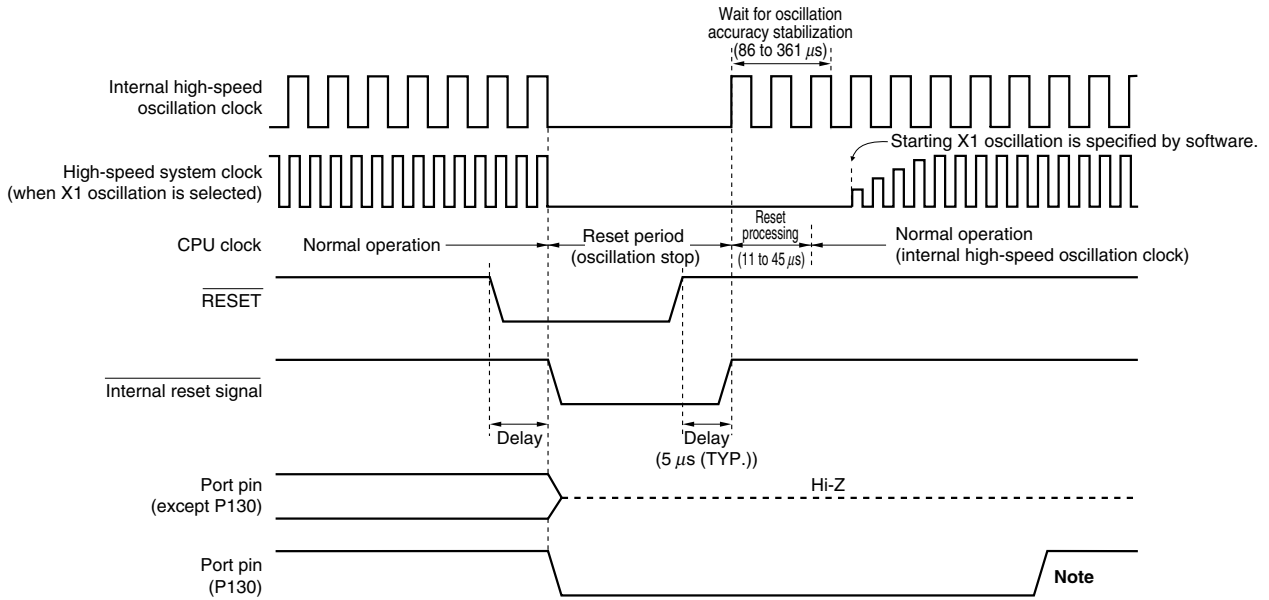 Wait for oscillation
accuracy stabilization
(86 to 361 μs)
Internal high-speed
oscillation clock
Starting X1 oscillation is specified by software.
High-speed system clock
(when X1 oscillation is selected)
CPU clock
Normal operation
Reset period
(oscillation stop)
Reset
processing
(11 to 45 μs)
Normal operation
(internal high-speed oscillation clock)
RESET
Internal reset signal
Delay
Delay
(5 μs (TYP.))
Port pin
(except P130)
Hi-Z
Port pin
(P130)
Note